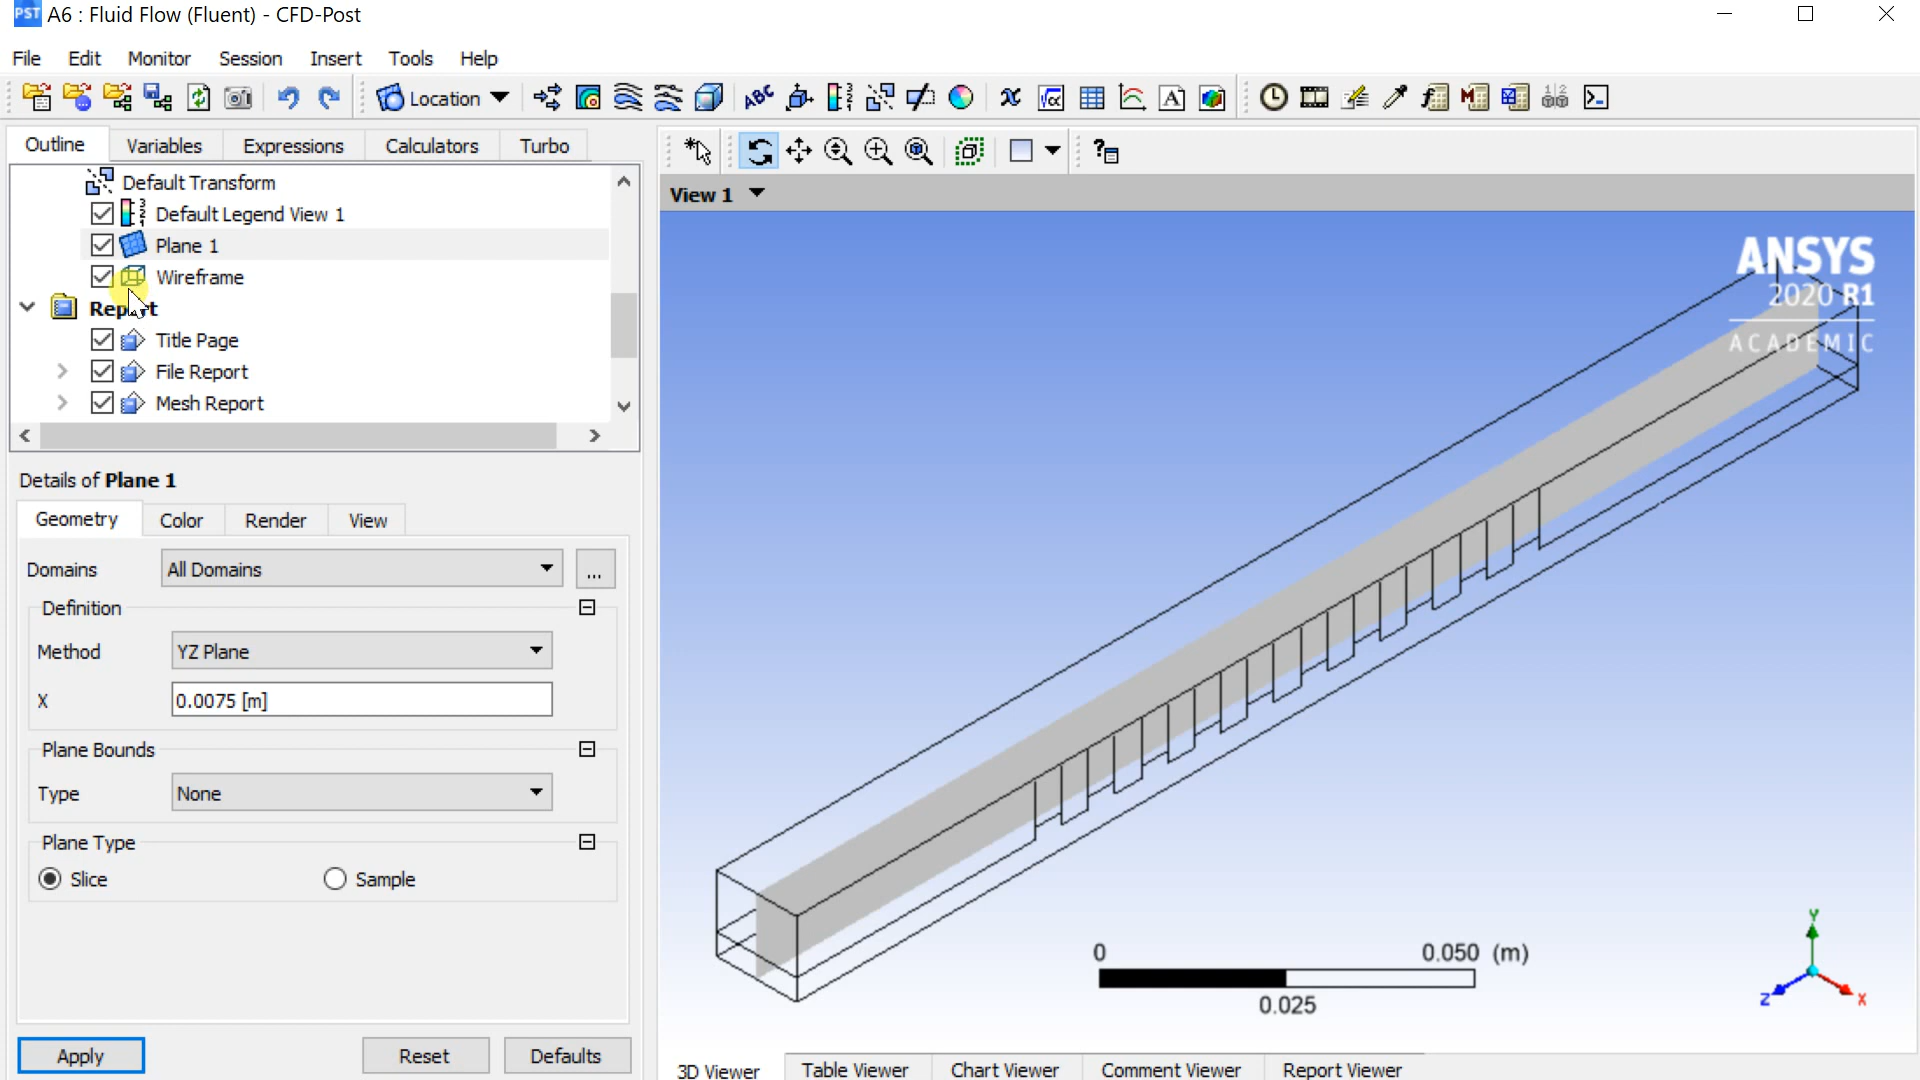 PST A6 : Fluid Flow (Fluent) - CFD-Post
File Edit Monitor Session Insert Tools Help
Location
Outline Variables Expressions Calculators Turbo
Default Transform
Default Legend View 1
Plane 1
Wireframe
Report
Title Page
File Report
Mesh Report
Details of Plane 1
Geometry Color Render View
Domains All Domains ...
Definition
Method YZ Plane
X 0.0075 [m]
Plane Bounds
Type None
Plane Type
Slice Sample
Apply Reset Defaults
View 1
ANSYS
2020 R1
ACADEMIC
0 0.050 (m)
0.025
Y
Z X
3D Viewer Table Viewer Chart Viewer Comment Viewer Report Viewer